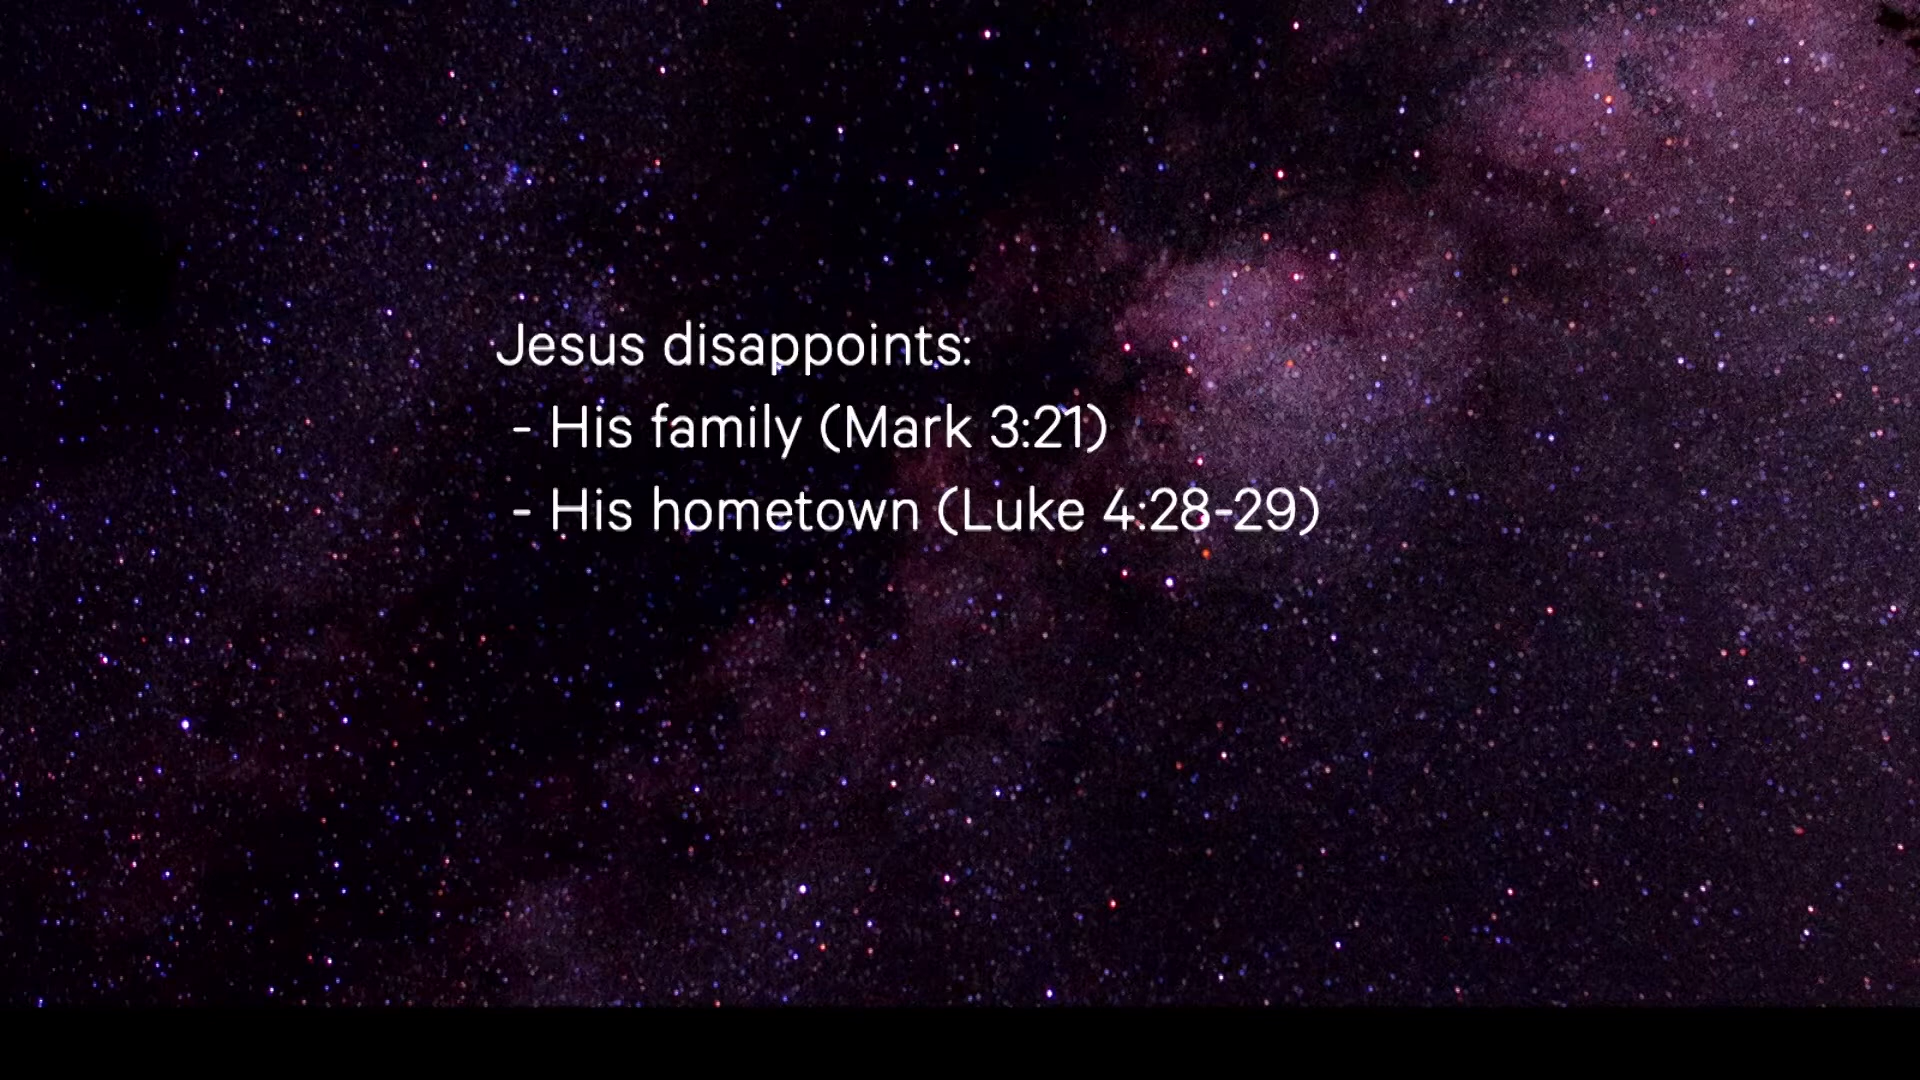 Jesus disappoints:
- His family (Mark 3:21)
- His hometown (Luke 4:28-29)